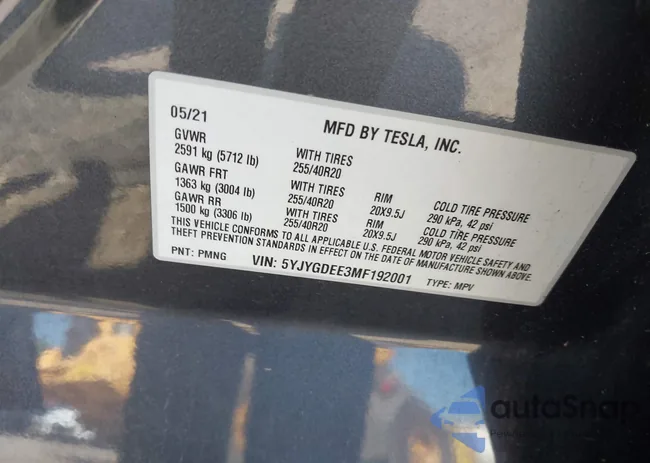 05/21 MFD BY TESLA, INC.
GVWR
2591 kg (5712 lb) WITH TIRES
GAWR FRT 255/40R20
1363 kg (3004 lb) WITH TIRES RIM COLD TIRE PRESSURE
GAWR RR 255/40R20 20X9.5J 290 kPa, 42 psi
1500 kg (3306 lb) WITH TIRES RIM COLD TIRE PRESSURE
255/40R20 20X9.5J 290 kPa, 42 psi
THIS VEHICLE CONFORMS TO ALL APPLICABLE U.S. FEDERAL MOTOR VEHICLE SAFETY AND
THEFT PREVENTION STANDARDS IN EFFECT ON THE DATE OF MANUFACTURE SHOWN ABOVE.
PNT: PMNG VIN: 5YJYGDEE3MF192001 TYPE: MPV
autoSnap